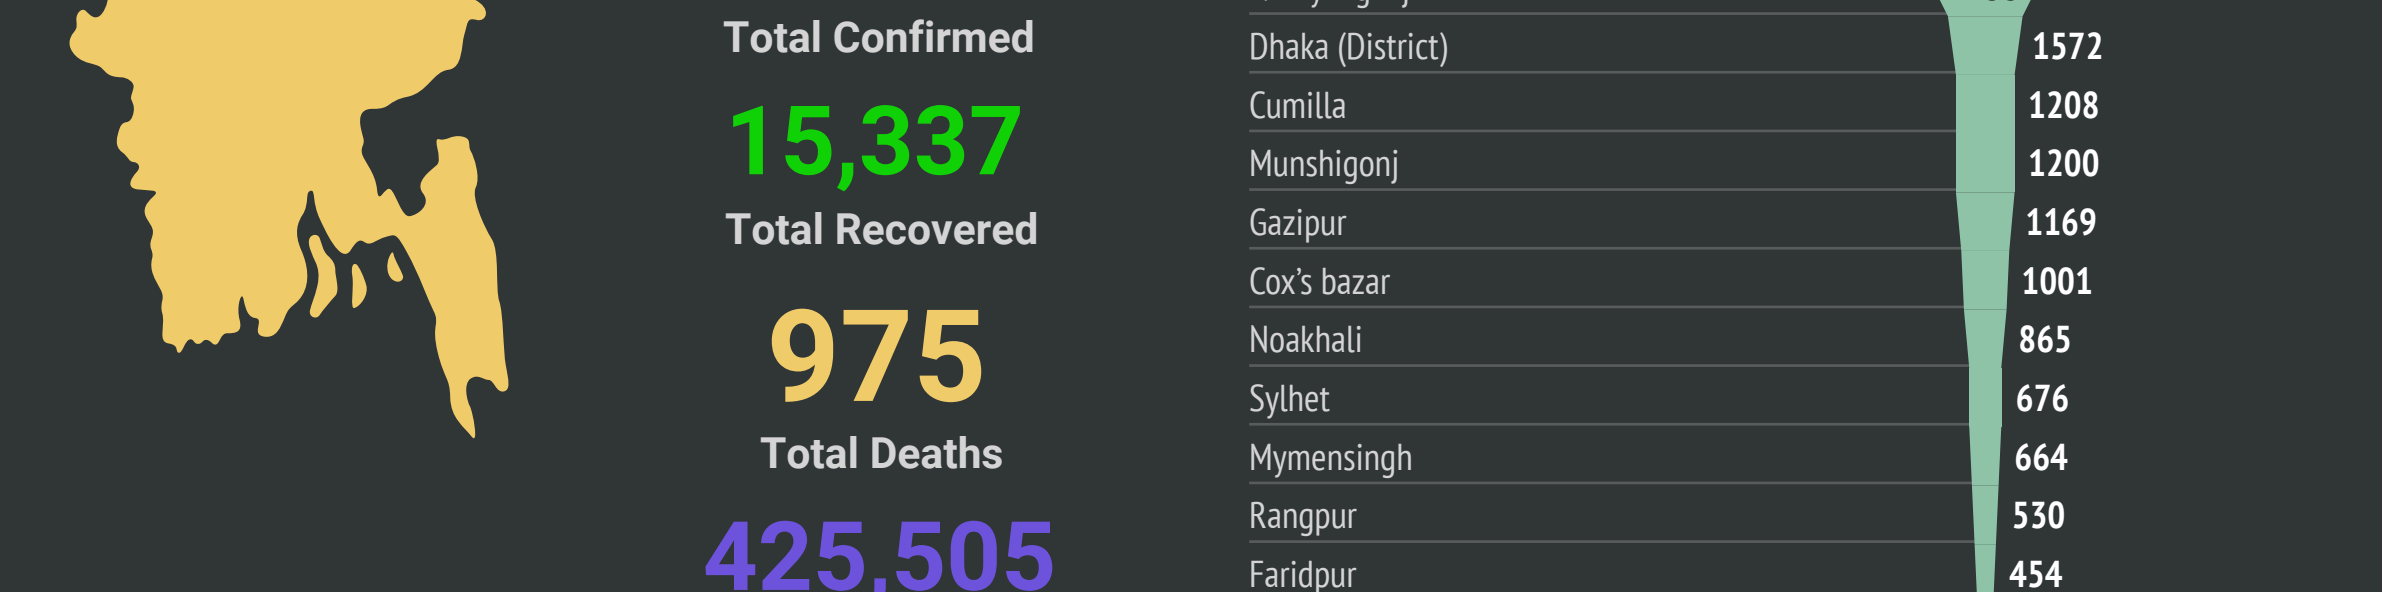 Total Confirmed
15,337
Total Recovered
975
Total Deaths
425,505
Dhaka (District) 1572
Cumilla 1208
Munshigonj 1200
Gazipur 1169
Cox’s bazar 1001
Noakhali 865
Sylhet 676
Mymensingh 664
Rangpur 530
Faridpur 454